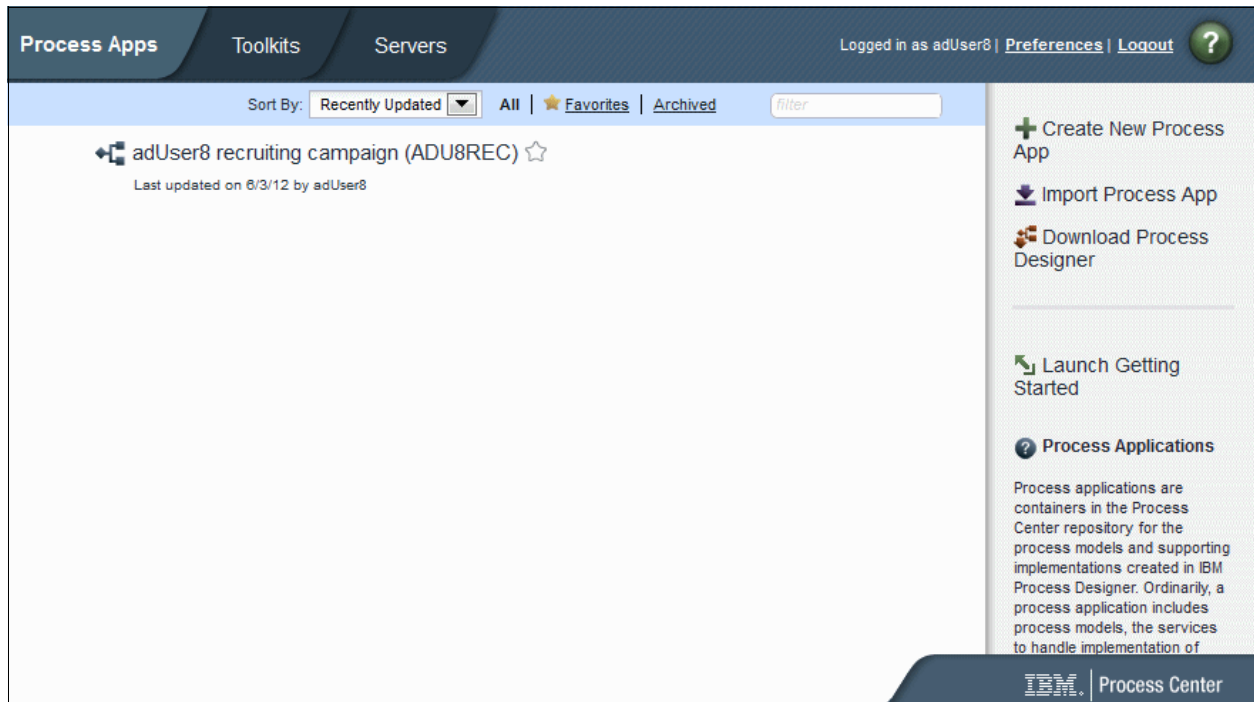 Process Apps
Toolkits
Servers
Logged in as adUser8 | Preferences | Logout
?
Sort By: Recently Updated All | Favorites | Archived filter
adUser8 recruiting campaign (ADU8REC)
Last updated on 6/3/12 by adUser8
Create New Process
App
Import Process App
Download Process
Designer
Launch Getting
Started
? Process Applications
Process applications are
containers in the Process
Center repository for the
process models and supporting
implementations created in IBM
Process Designer. Ordinarily, a
process application includes
process models, the services
to handle implementation of
IBM. | Process Center